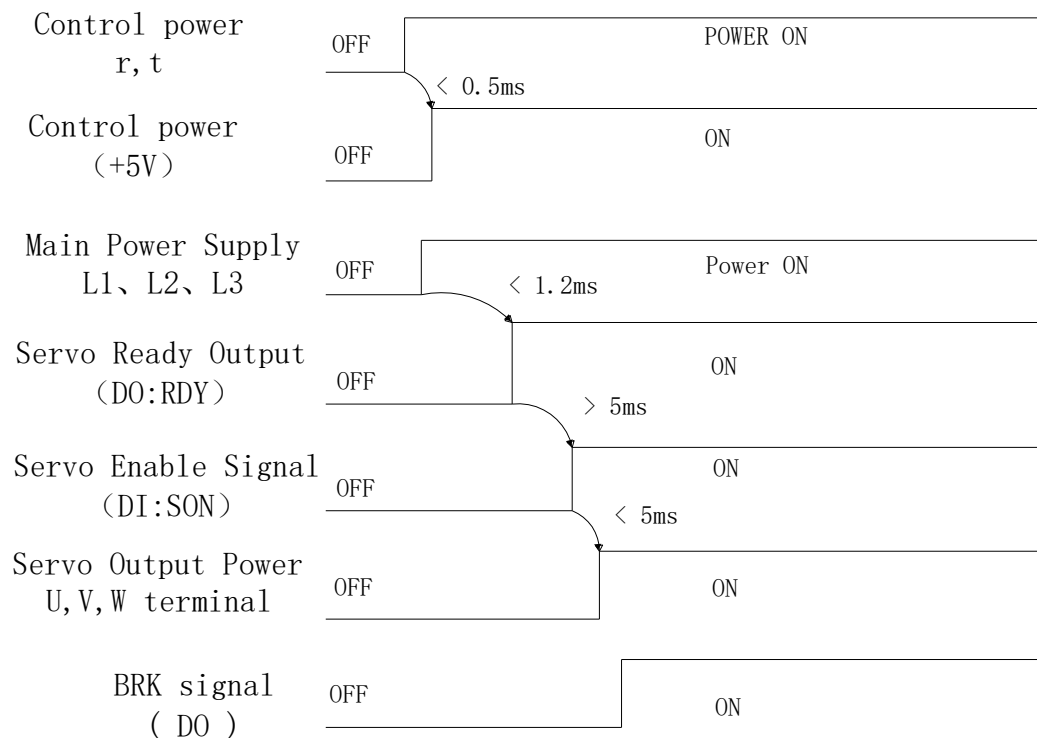 Control power
r,t
OFF
POWER ON
< 0.5ms
Control power
(+5V)
OFF
ON
Main Power Supply
L1、L2、L3
OFF
Power ON
< 1.2ms
Servo Ready Output
(DO:RDY)
OFF
ON
> 5ms
Servo Enable Signal
(DI:SON)
OFF
ON
< 5ms
Servo Output Power
U,V,W terminal
OFF
ON
BRK signal
( DO )
OFF
ON